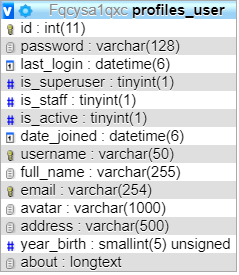 Fqcysa1qxc profiles_user
id : int(11)
password : varchar(128)
last_login : datetime(6)
is_superuser : tinyint(1)
is_staff : tinyint(1)
is_active : tinyint(1)
date_joined : datetime(6)
username : varchar(50)
full_name : varchar(255)
email : varchar(254)
avatar : varchar(1000)
address : varchar(500)
year_birth : smallint(5) unsigned
about : longtext